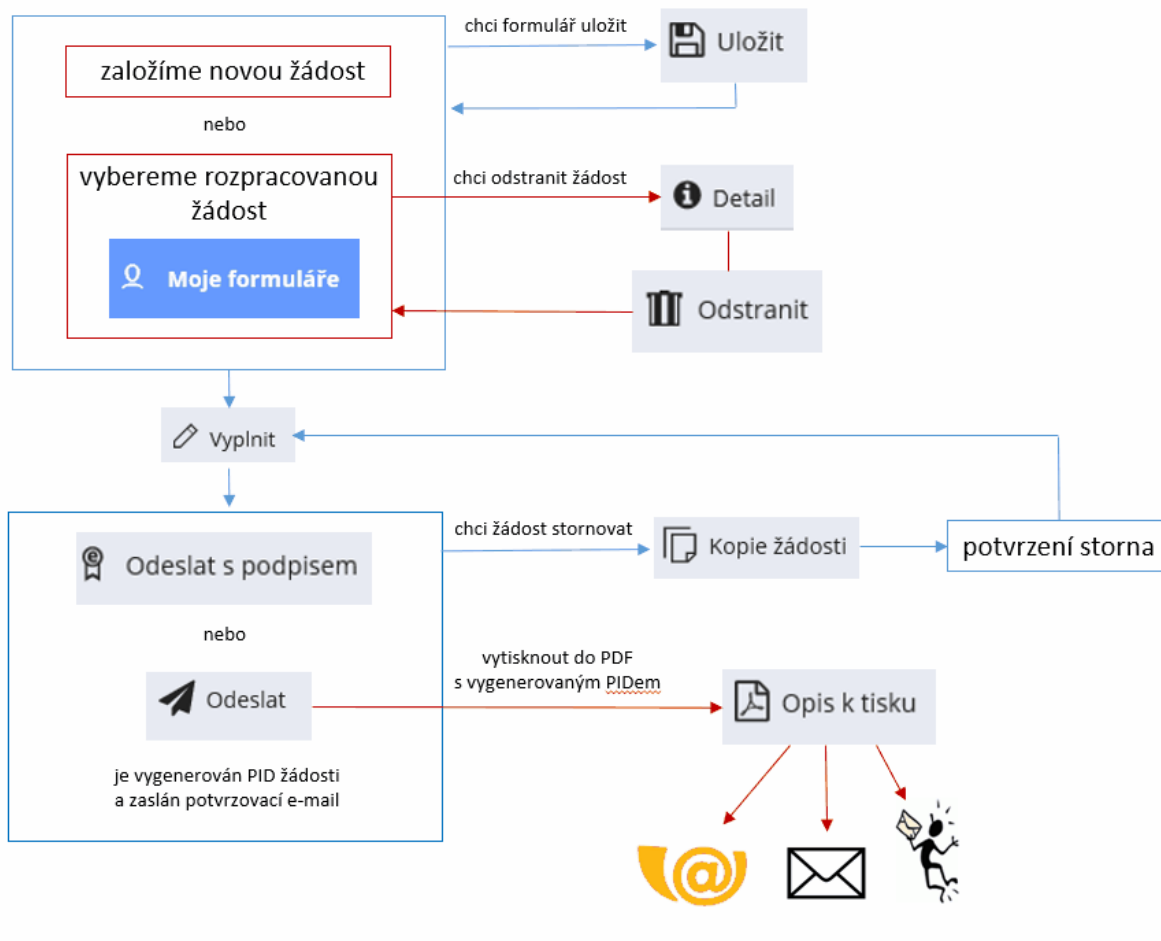 chci formulář uložit
Uložit
založíme novou žádost
nebo
vybereme rozpracovanou
žádost
Moje formuláře
chci odstranit žádost
Detail
Odstranit
Vyplnit
Odeslat s podpisem
nebo
Odeslat
je vygenerován PID žádosti
a zaslán potvrzovací e-mail
chci žádost stornovat
Kopie žádosti
potvrzení storna
vytisknout do PDF
s vygenerovaným PIDem
Opis k tisku